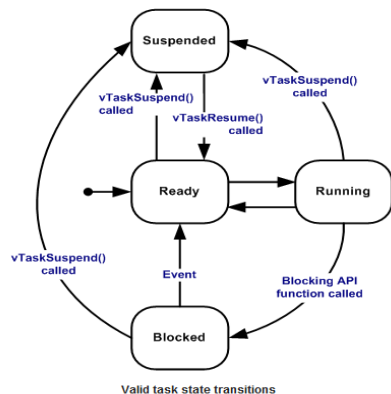 Suspended
vTaskSuspend()
called
vTaskSuspend()
called
vTaskResume()
called
Ready
Running
vTaskSuspend()
called
Event
Blocking API
function called
Blocked
Valid task state transitions